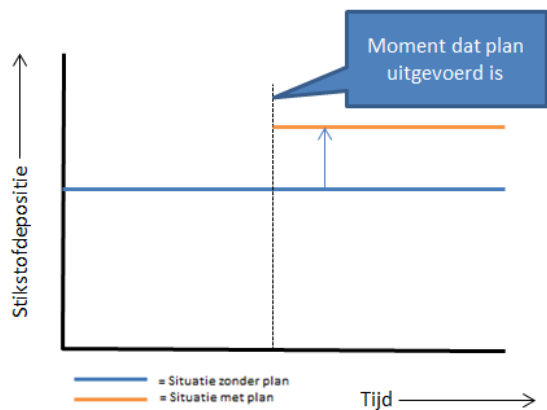 Moment dat plan
uitgevoerd is
Stikstofdepositie
= Situatie zonder plan
= Situatie met plan
Tijd